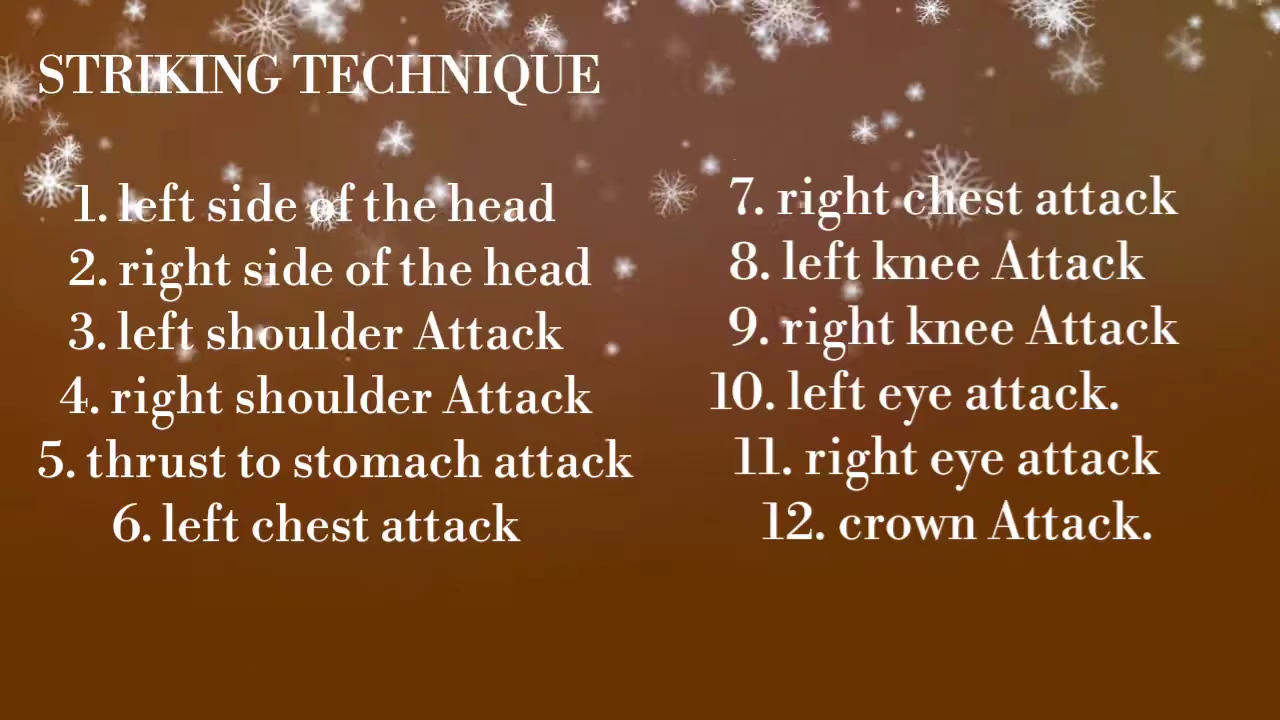 STRIKING TECHNIQUE
1. left side of the head
2. right side of the head
3. left shoulder Attack
4. right shoulder Attack
5. thrust to stomach attack
6. left chest attack
7. right chest attack
8. left knee Attack
9. right knee Attack
10. left eye attack.
11. right eye attack
12. crown Attack.